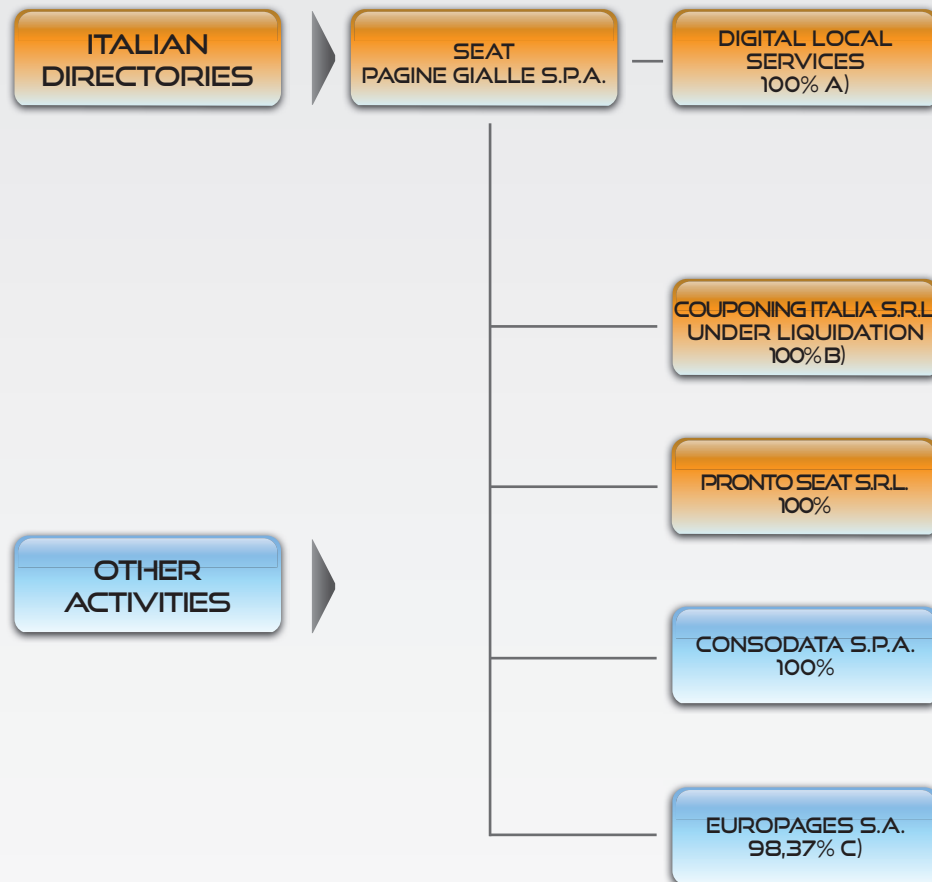 ITALIAN
DIRECTORIES
SEAT
PAGINE GIALLE S.P.A.
DIGITAL LOCAL
SERVICES
100% A)
COUPONING ITALIA S.R.L
UNDER LIQUIDATION
100% B)
PRONTO SEAT S.R.L.
100%
OTHER
ACTIVITIES
CONSODATA S.P.A.
100%
EUROPAGES S.A.
98,37% C)